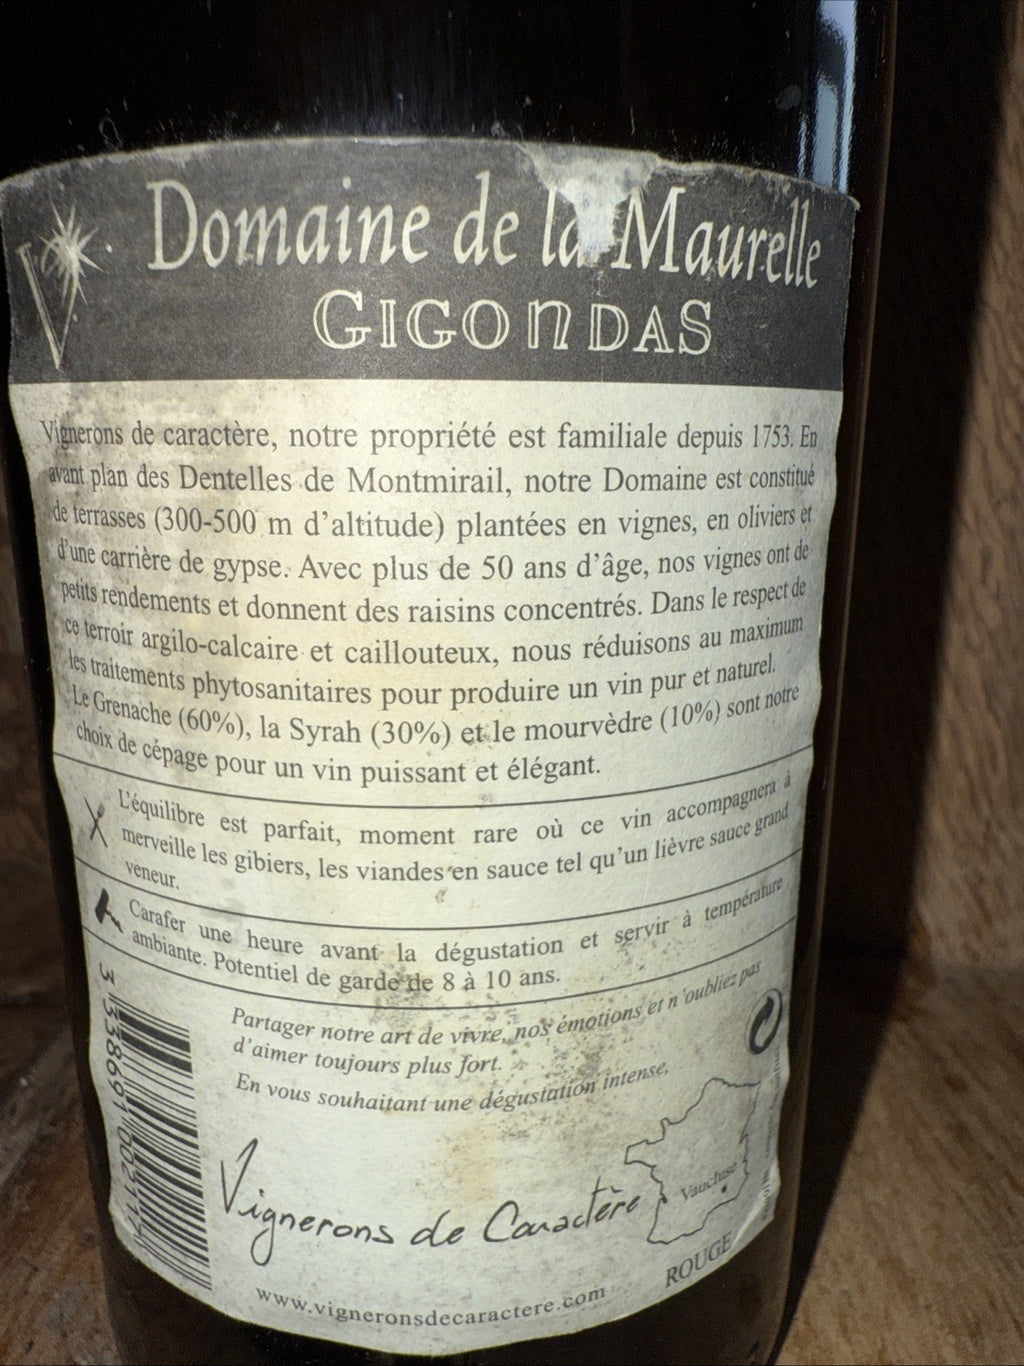 Domaine de la Maurelle
GIGONDAS
Vignerons de caractère, notre propriété est familiale depuis 1753. En
avant plan des Dentelles de Montmirail, notre Domaine est constitué
de terrasses (300-500 m d’altitude) plantées en vignes, en oliviers et
d’une carrière de gypse. Avec plus de 50 ans d’âge, nos vignes ont de
petits rendements et donnent des raisins concentrés. Dans le respect de
ce terroir argilo-calcaire et caillouteux, nous réduisons au maximum
les traitements phytosanitaires pour produire un vin pur et naturel.
Le Grenache (60%), la Syrah (30%) et le mourvèdre (10%) sont notre
choix de cépage pour un vin puissant et élégant.
L’équilibre est parfait, moment rare où ce vin accompagnera à
merveille les gibiers, les viandes en sauce tel qu’un lièvre sauce grand
veneur.
Carafer une heure avant la dégustation et servir à température
ambiante. Potentiel de garde de 8 à 10 ans.
Partager notre art de vivre, nos émotions et n’oubliez pas
d’aimer toujours plus fort.
En vous souhaitant une dégustation intense,
Vignerons de Caractère
Vaucluse
ROUGE
www.vigneronsdecaractere.com